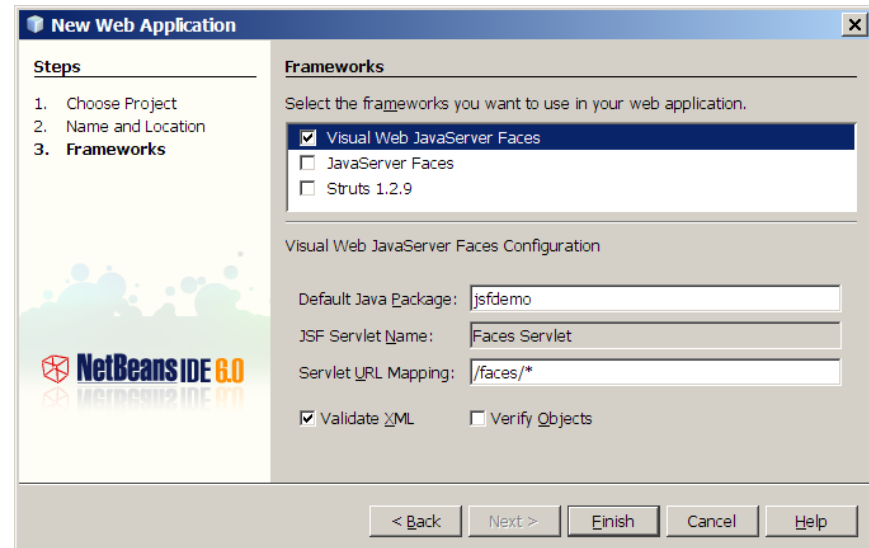 New Web Application
Steps
1. Choose Project
2. Name and Location
3. Frameworks
NetBeans IDE 6.0
Frameworks
Select the frameworks you want to use in your web application.
Visual Web JavaServer Faces
JavaServer Faces
Struts 1.2.9
Visual Web JavaServer Faces Configuration
Default Java Package: jsfdemo
JSF Servlet Name: Faces Servlet
Servlet URL Mapping: /faces/*
Validate XML Verify Objects
< Back Next > Finish Cancel Help